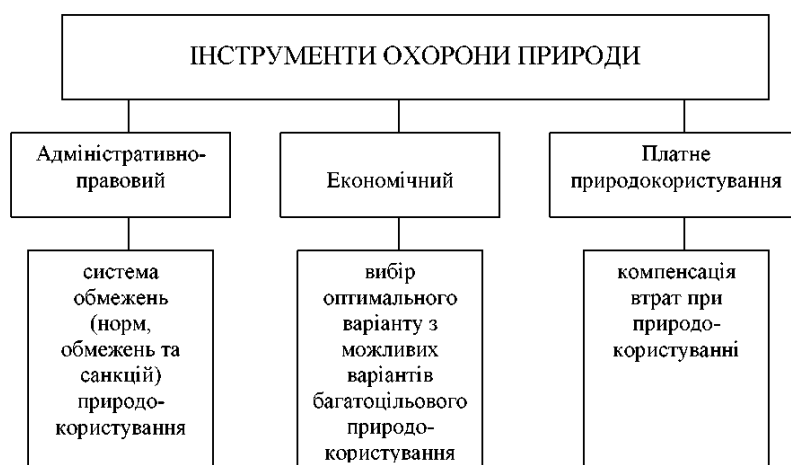 ІНСТРУМЕНТИ ОХОРОНИ ПРИРОДИ
Адміністративно-
правовий
Економічний
Платне
природокористування
система
обмежень
(норм,
обмежень та
санкцій)
природо-
користування
вибір
оптимального
варіанту з
можливих
варіантів
багатоцільового
природо-
користування
компенсація
втрат при
природо-
користуванні